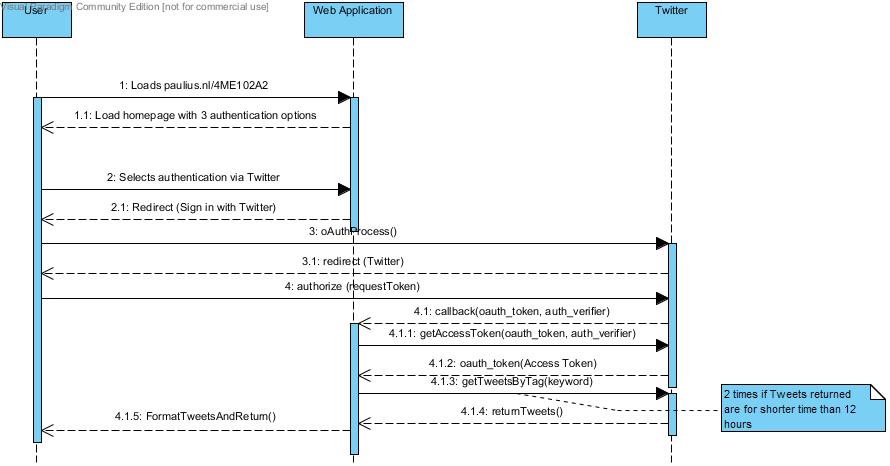 Visual Paradigm Community Edition [not for commercial use]
User
Web Application
Twitter
1: Loads paulius.nl/4ME102A2
1.1: Load homepage with 3 authentication options
2: Selects authentication via Twitter
2.1: Redirect (Sign in with Twitter)
3: oAuthProcess()
3.1: redirect (Twitter)
4: authorize (requestToken)
4.1: callback(oauth_token, auth_verifier)
4.1.1: getAccessToken(oauth_token, auth_verifier)
4.1.2: oauth_token(Access Token)
4.1.3: getTweetsByTag(keyword)
2 times if Tweets returned
are for shorter time than 12
hours
4.1.4: returnTweets()
4.1.5: FormatTweetsAndReturn()